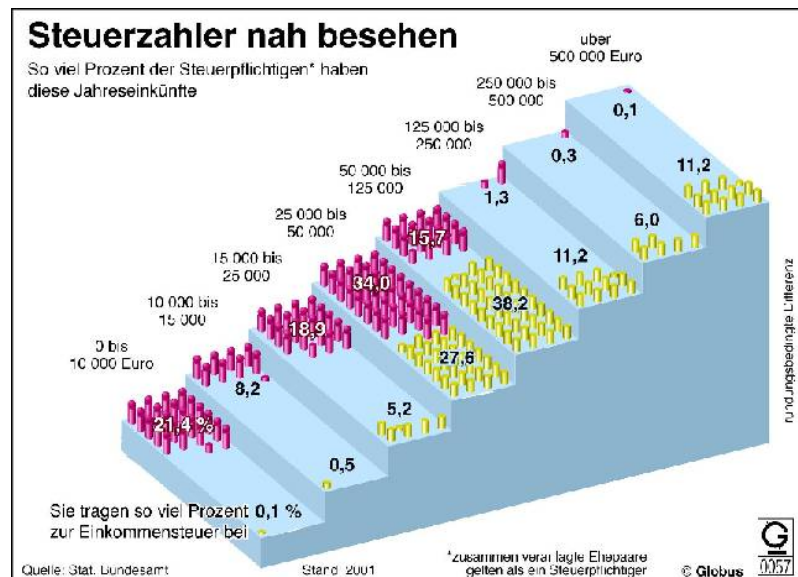 Steuerzahler nah besehen
So viel Prozent der Steuerpflichtigen* haben
diese Jahreseinkünfte
uber
500 000 Euro
250 000 bis
500 000
125 000 bis
250 000
50 000 bis
125 000
25 000 bis
50 000
15 000 bis
25 000
10 000 bis
15 000
0 bis
10 000 Euro
0,1
0,3
1,3
15,7
34,0
18,9
8,2
21,4 %
11,2
6,0
11,2
38,2
27,6
5,2
0,5
0,1 %
Sie tragen so viel Prozent
zur Einkommensteuer bei
rundungsbedingte Differenz
Quelle: Stat. Bundesamt
Stand 2001
*zusammen veranlagte Ehepaare
gelten als ein Steuerpflichtiger
© Globus
G
0057